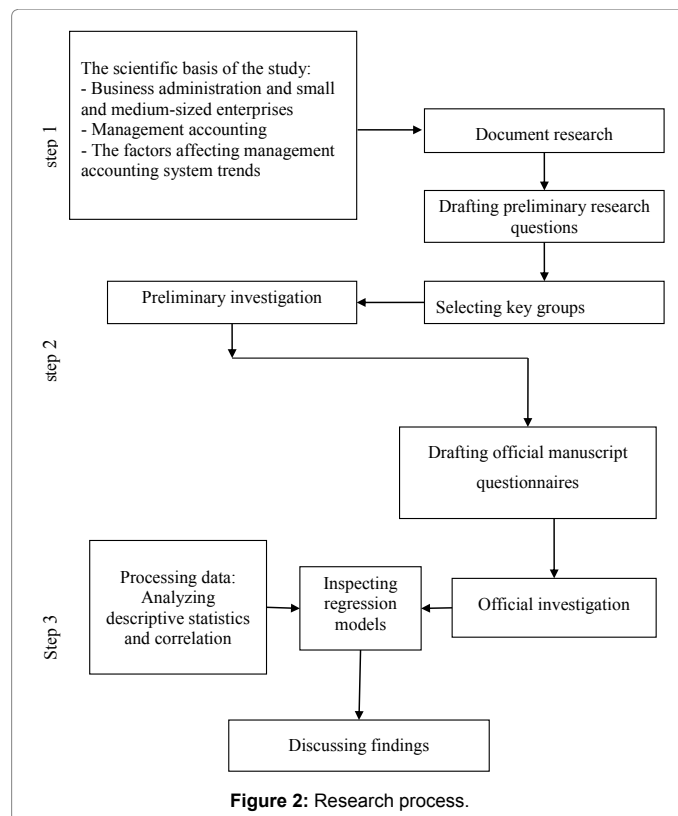 step 1
The scientific basis of the study:
- Business administration and small
and medium-sized enterprises
- Management accounting
- The factors affecting management
accounting system trends
Document research
Drafting preliminary research
questions
step 2
Preliminary investigation
Selecting key groups
Drafting official manuscript
questionnaires
Step 3
Processing data:
Analyzing
descriptive statistics
and correlation
Inspecting
regression
models
Official investigation
Discussing findings
Figure 2: Research process.